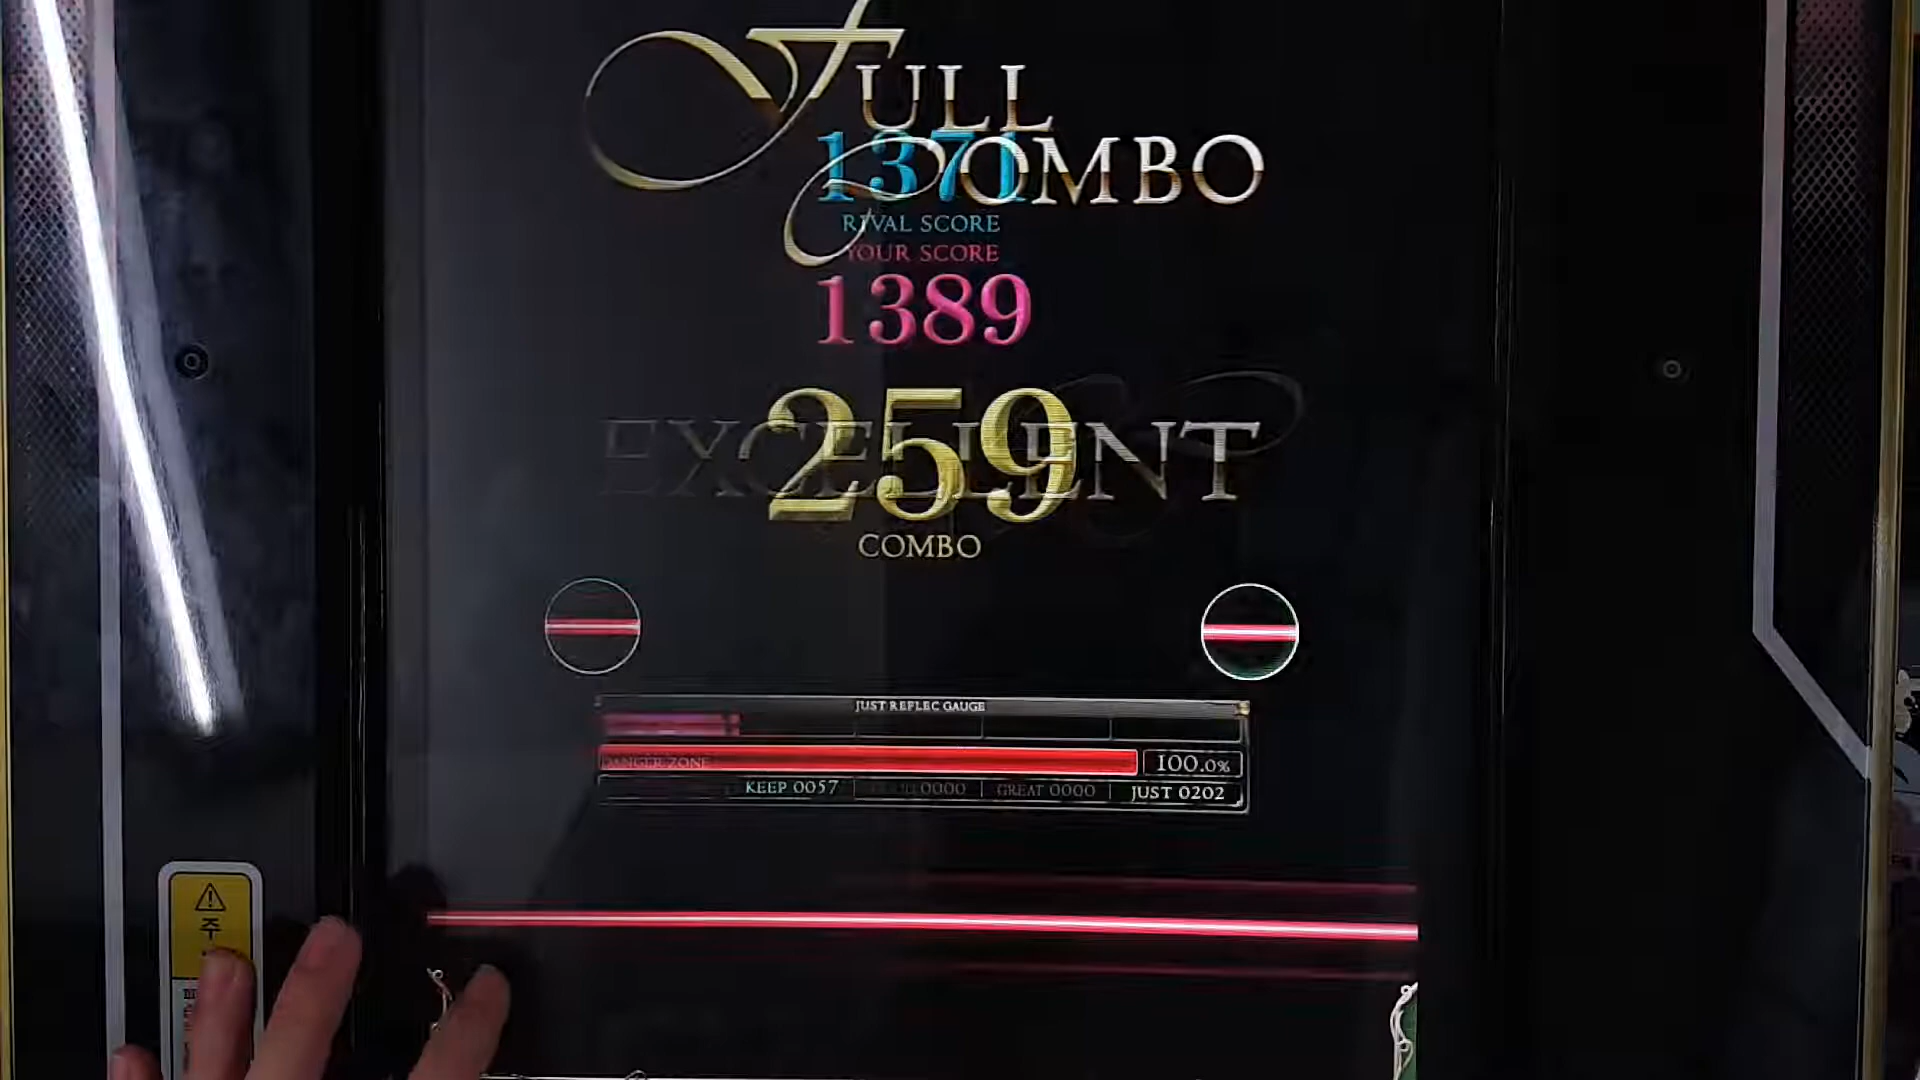 FULL
COMBO
1371
RIVAL SCORE
YOUR SCORE
1389
EXCELLENT
259
COMBO
JUST REFLEC GAUGE
DANGER ZONE
100.0%
KEEP 0057
0000
GREAT 0000
JUST 0202
주